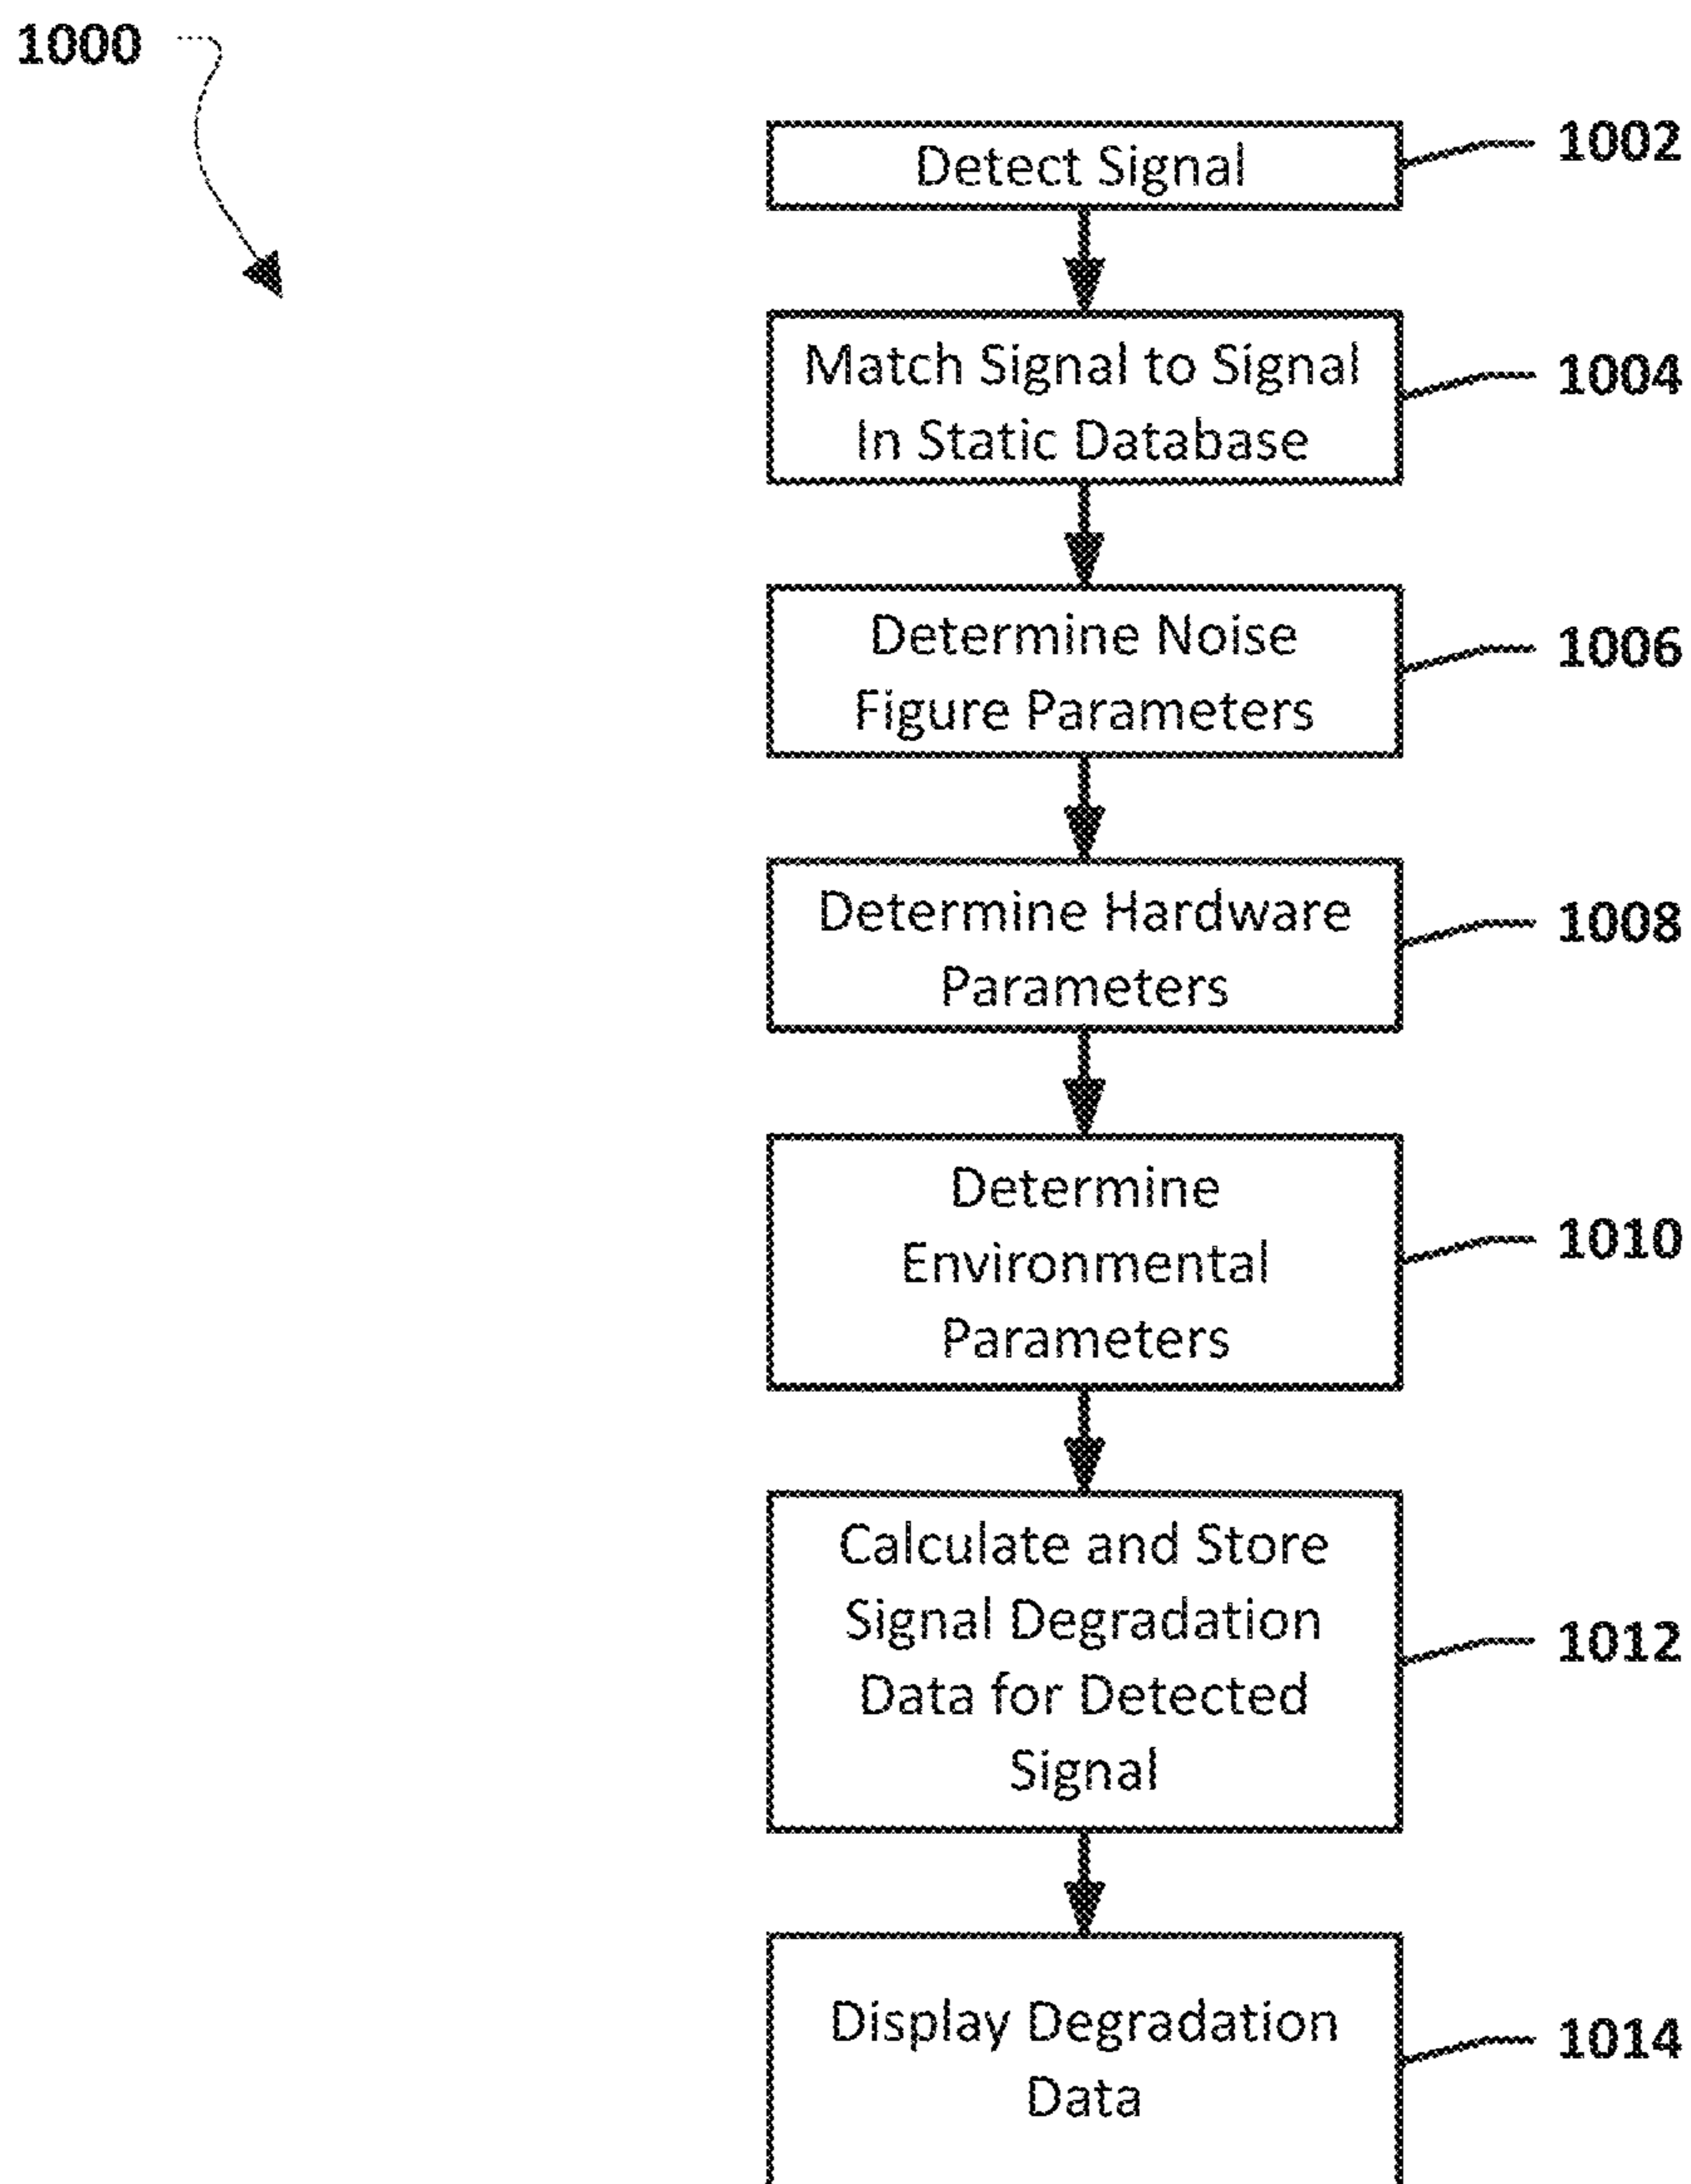 1000
Detect Signal
1002
Match Signal to Signal
In Static Database
1004
Determine Noise
Figure Parameters
1006
Determine Hardware
Parameters
1008
Determine
Environmental
Parameters
1010
Calculate and Store
Signal Degradation
Data for Detected
Signal
1012
Display Degradation
Data
1014